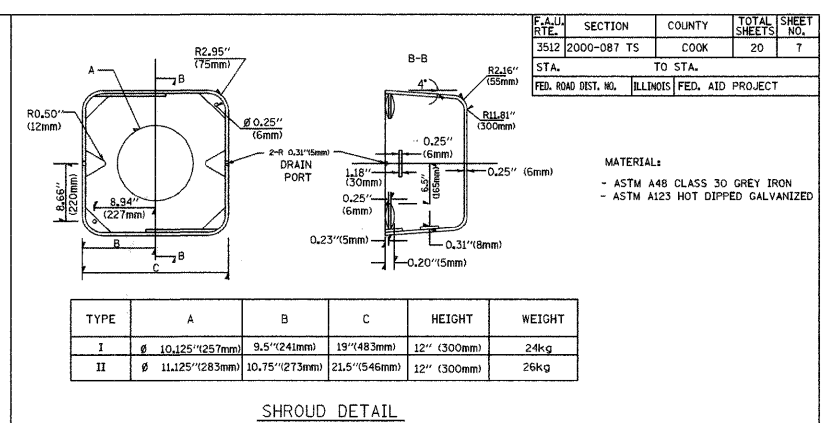 F.A.U. RTE. SECTION COUNTY TOTAL SHEETS SHEET NO.
3512 2000-087 TS COOK 20 7
STA. TO STA.
FED. ROAD DIST. NO. ILLINOIS FED. AID PROJECT
R2.95"
(75mm)
A
B
R0.50"
(12mm)
Ø 0.25"
(6mm)
2-R 0.31"(5mm)
DRAIN
PORT
8.66"
(220mm)
8.94"
(227mm)
B
B
C
B-B
4°
R2.16"
(55mm)
R11.81"
(300mm)
0.25"
(6mm)
1.18"
(30mm)
0.25" (6mm)
6.5"
(165mm)
0.25"
(6mm)
0.23"(5mm)
0.31"(8mm)
0.20"(5mm)
MATERIAL:
- ASTM A48 CLASS 30 GREY IRON
- ASTM A123 HOT DIPPED GALVANIZED
TYPE A B C HEIGHT WEIGHT
I Ø 10.125"(257mm) 9.5"(241mm) 19"(483mm) 12" (300mm) 24kg
II Ø 11.125"(283mm) 10.75"(273mm) 21.5"(546mm) 12" (300mm) 26kg
SHROUD DETAIL